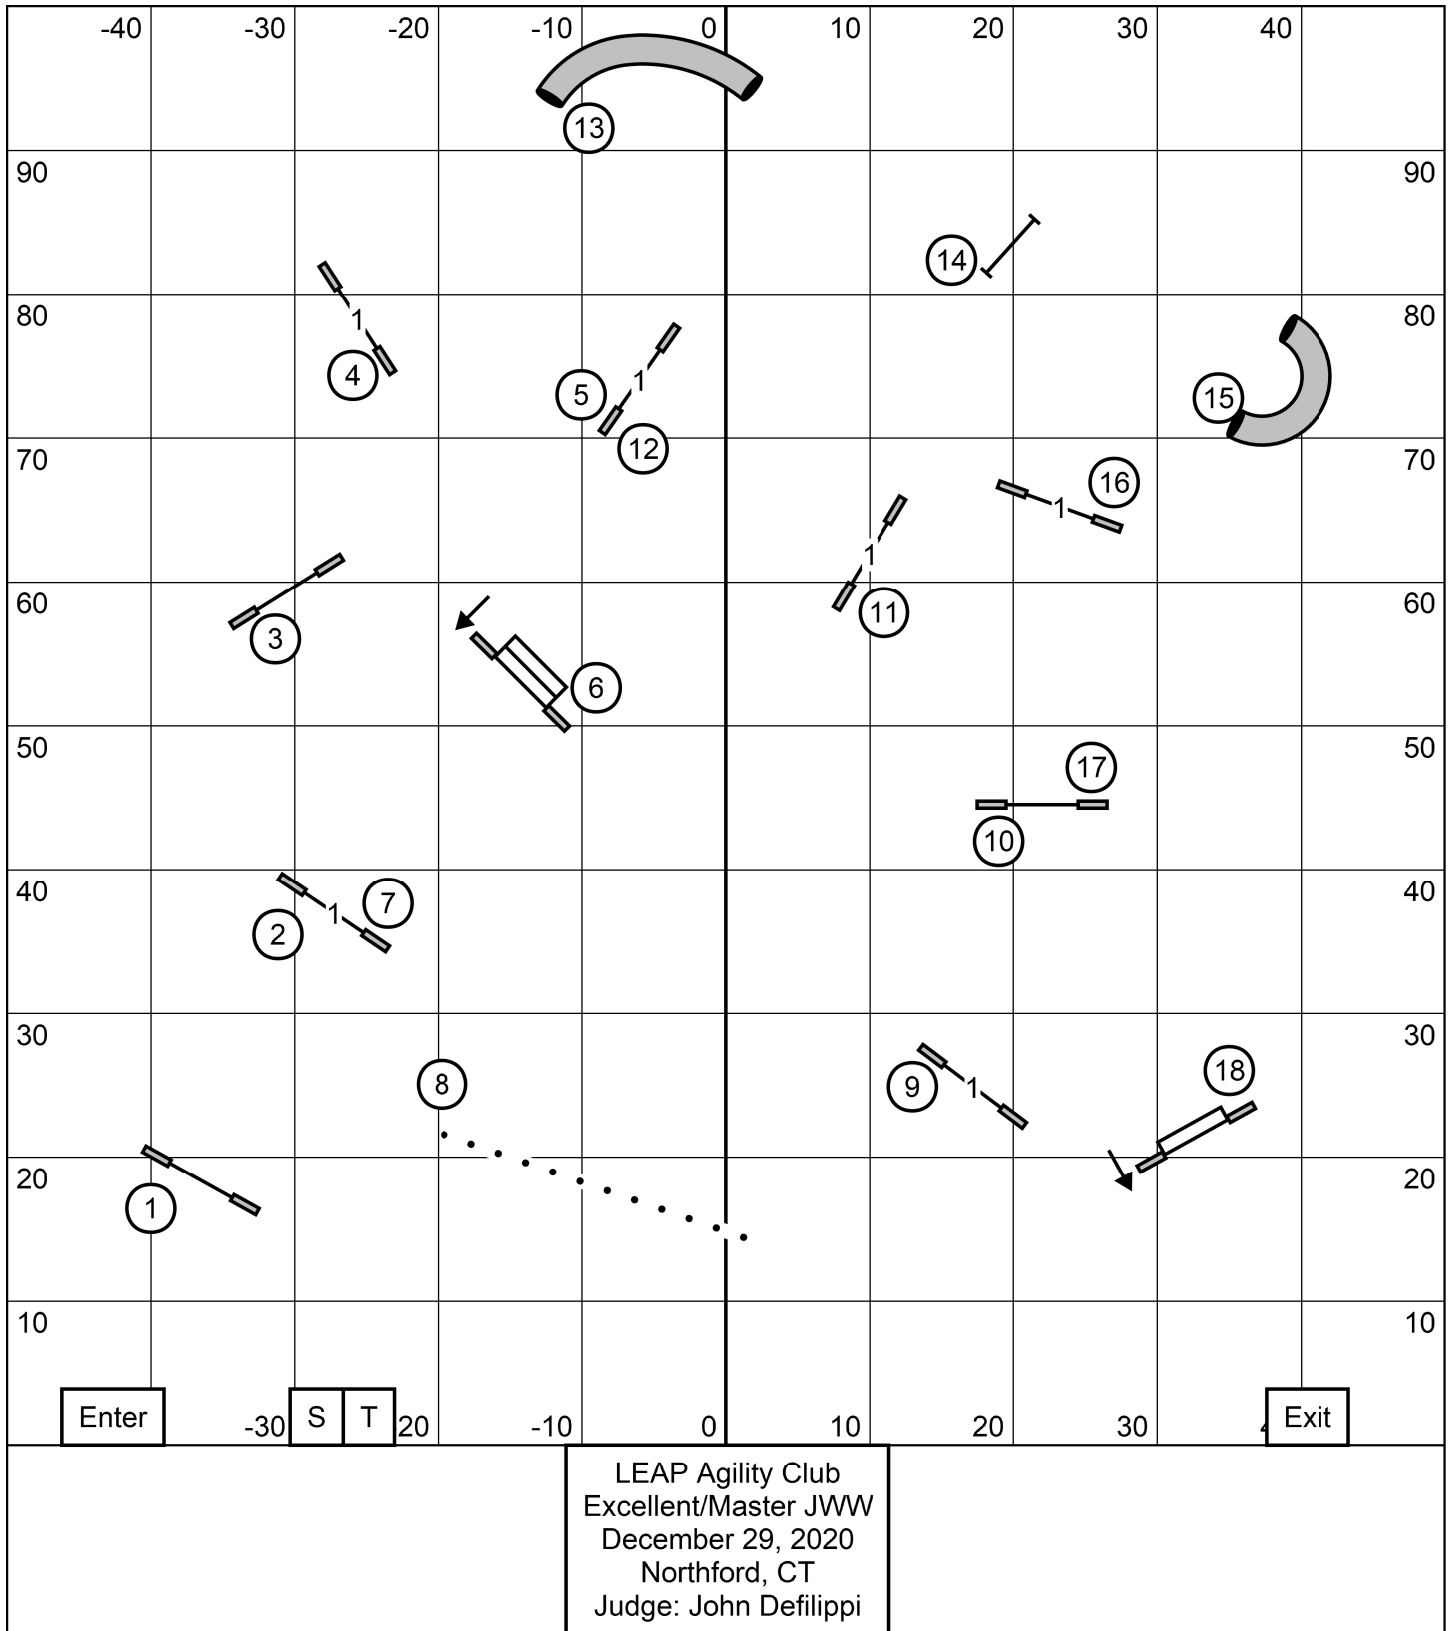 -40 -30 -20 -10 0 10 20 30 40
13
90 90
14
80 1 80
4 1 5 15
12
70 16 70
1
1
60 11 60
3
6
50 17 50
10
40 7 40
1
2
30 30
8 9 1 18
20 20
1
10 10
Enter -30 S T 20 -10 0 10 20 30 Exit
LEAP Agility Club
Excellent/Master JWW
December 29, 2020
Northford, CT
Judge: John Defilippi